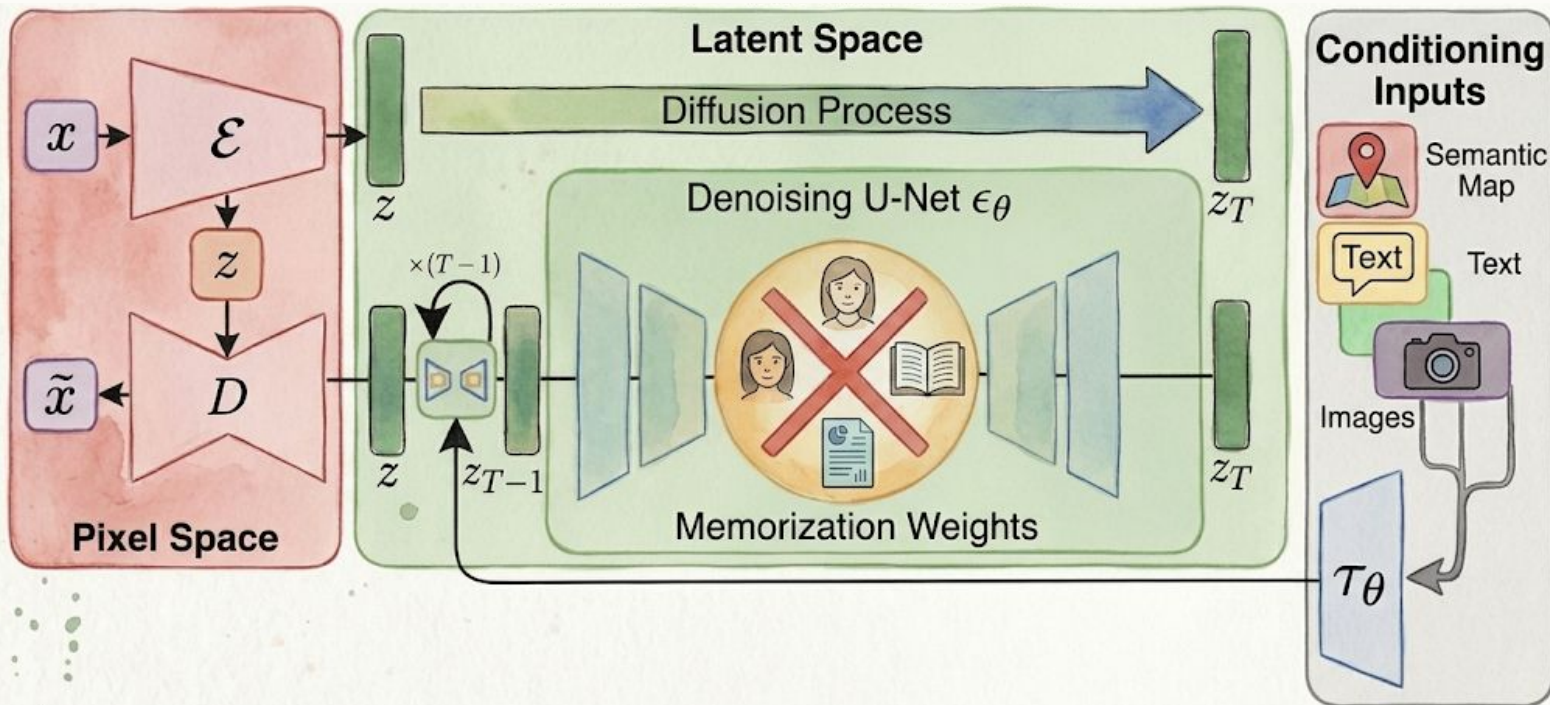 x
ℰ
z
D
x̃
Pixel Space
Latent Space
Diffusion Process
z
z_T
Denoising U-Net ϵ_θ
×(T−1)
z
z_{T−1}
Memorization Weights
z_T
Conditioning
Inputs
Semantic
Map
Text
Text
Images
τ_θ